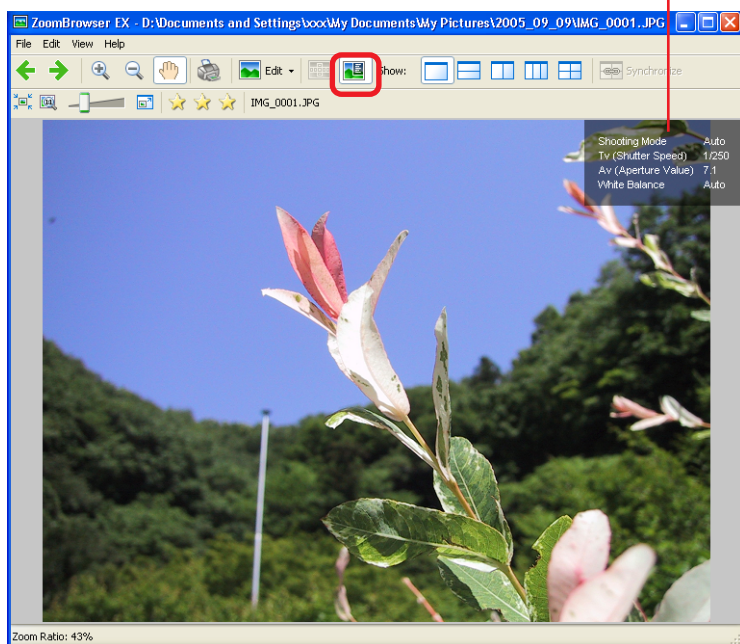 ZoomBrowser EX - D:\Documents and Settings\xxx\My Documents\My Pictures\2005_09_09\IMG_0001.JPG
File Edit View Help
Edit Show: Synchronize
IMG_0001.JPG
Shooting Mode Auto
Tv (Shutter Speed) 1/250
Av (Aperture Value) 7.1
White Balance Auto
Zoom Ratio: 43%